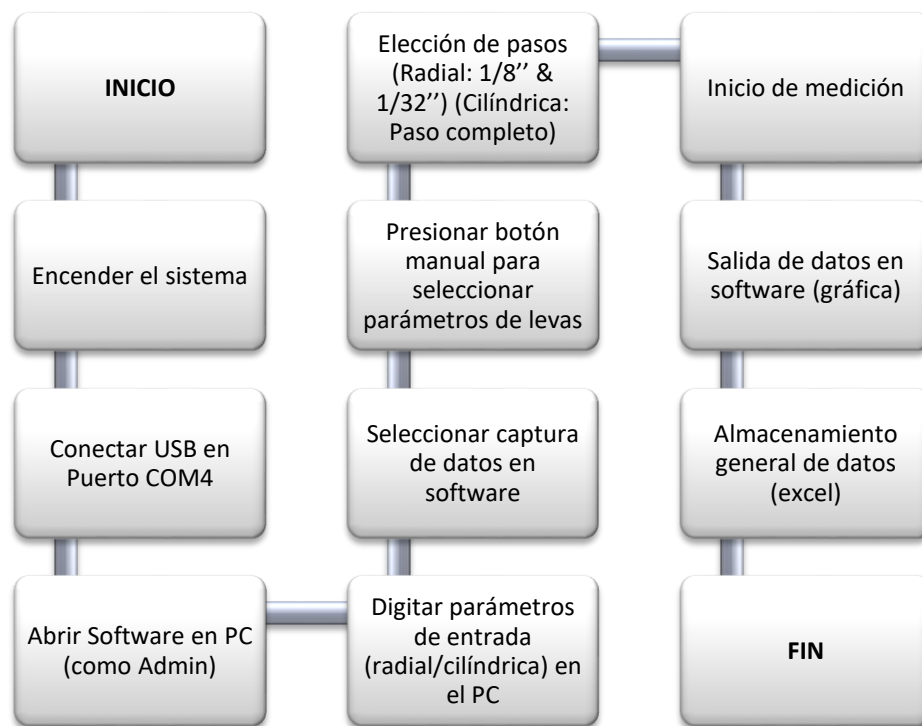 INICIO
Encender el sistema
Conectar USB en
Puerto COM4
Abrir Software en PC
(como Admin)
Digitar parámetros
de entrada
(radial/cilíndrica) en
el PC
Seleccionar captura
de datos en
software
Presionar botón
manual para
seleccionar
parámetros de levas
Elección de pasos
(Radial: 1/8’’ &
1/32’’) (Cilíndrica:
Paso completo)
Inicio de medición
Salida de datos en
software (gráfica)
Almacenamiento
general de datos
(excel)
FIN